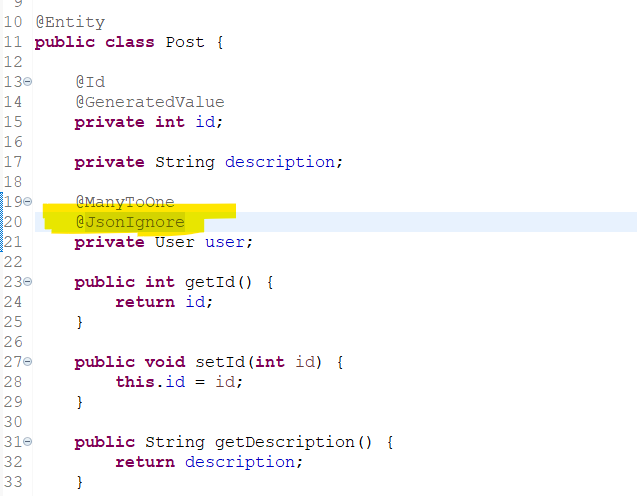 9
10 @Entity
11 public class Post {
12
13 @Id
14 @GeneratedValue
15 private int id;
16
17 private String description;
18
19 @ManyToOne
20 @JsonIgnore
21 private User user;
22
23 public int getId() {
24 return id;
25 }
26
27 public void setId(int id) {
28 this.id = id;
29 }
30
31 public String getDescription() {
32 return description;
33 }